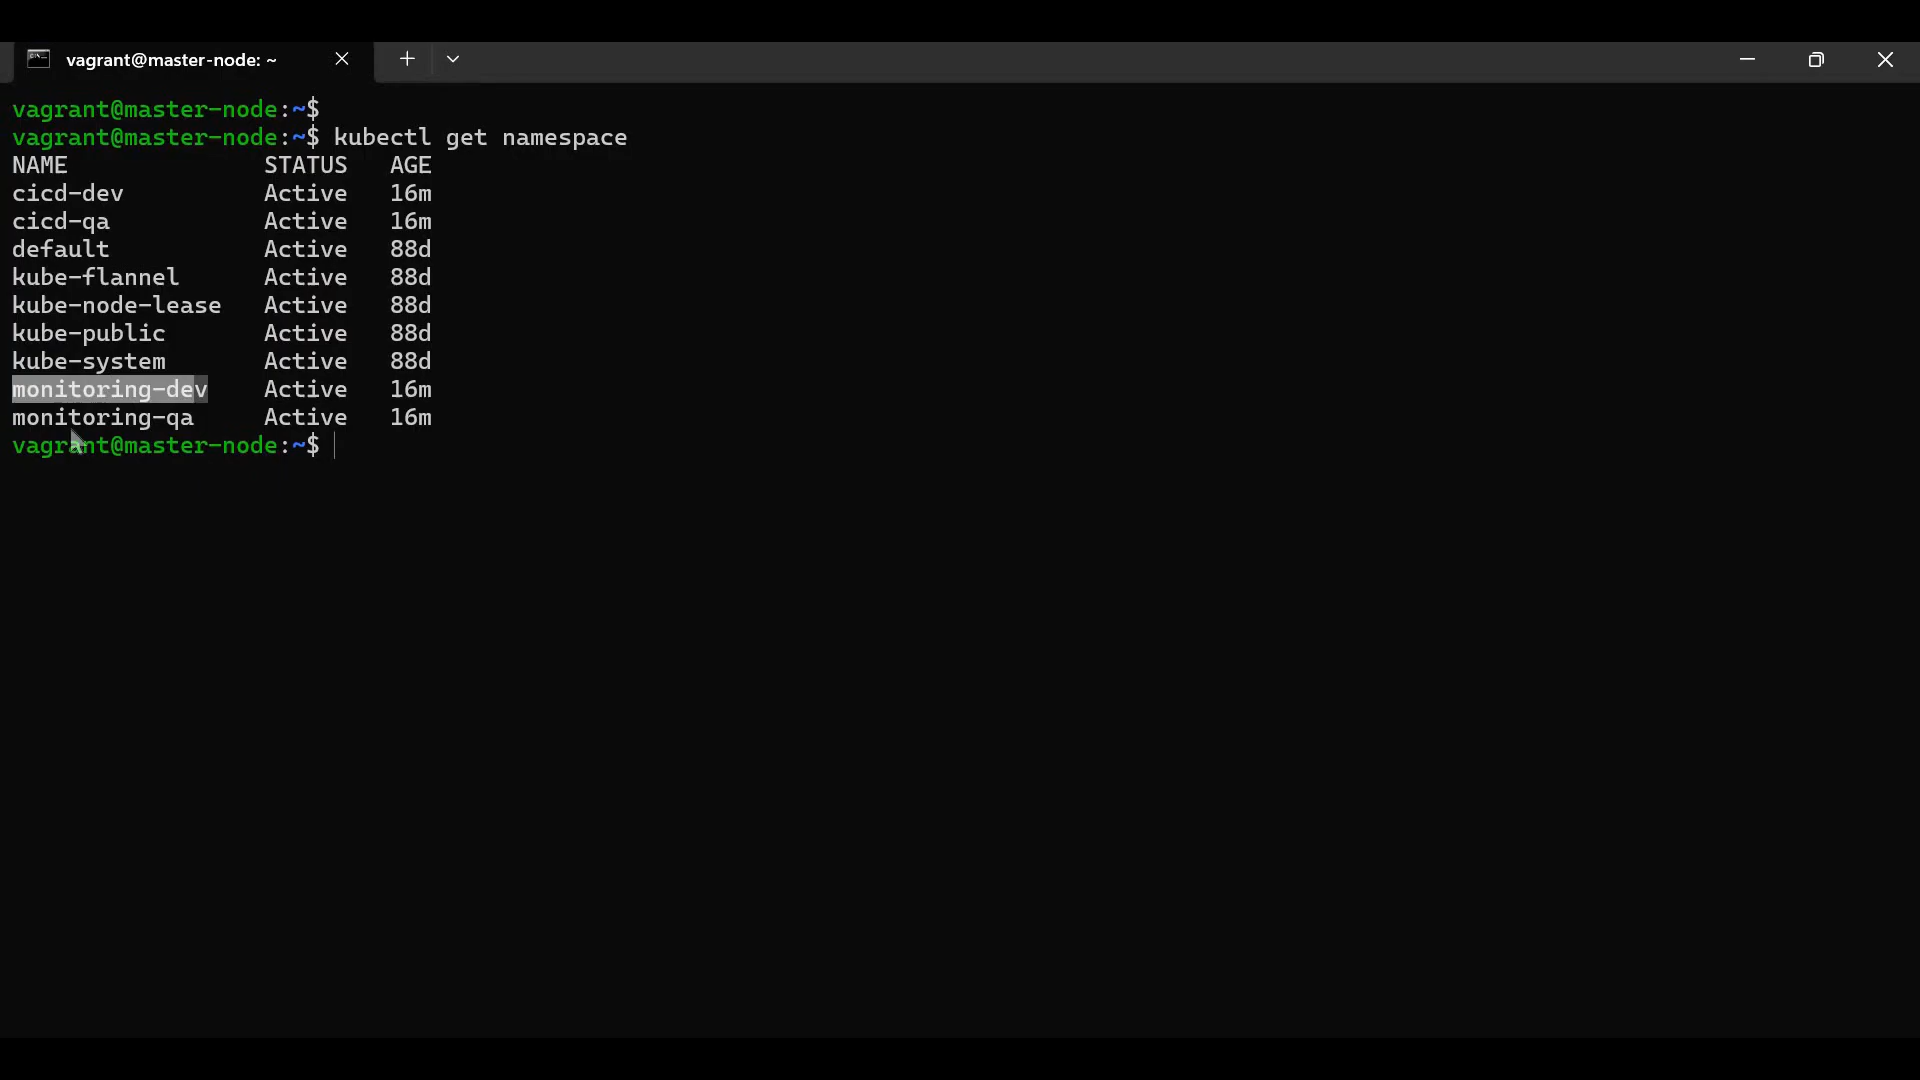 vagrant@master-node: ~
vagrant@master-node:~$
vagrant@master-node:~$ kubectl get namespace
NAME STATUS AGE
cicd-dev Active 16m
cicd-qa Active 16m
default Active 88d
kube-flannel Active 88d
kube-node-lease Active 88d
kube-public Active 88d
kube-system Active 88d
monitoring-dev Active 16m
monitoring-qa Active 16m
vagrant@master-node:~$